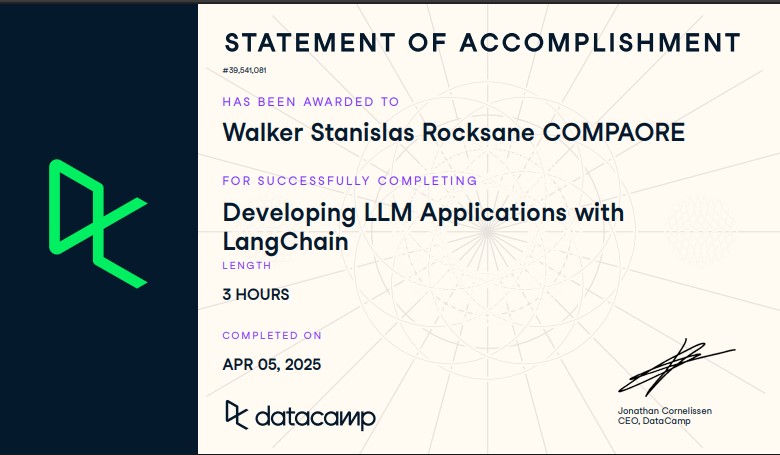 STATEMENT OF ACCOMPLISHMENT
#39,541,081
HAS BEEN AWARDED TO
Walker Stanislas Rocksane COMPAORE
FOR SUCCESSFULLY COMPLETING
Developing LLM Applications with
LangChain
LENGTH
3 HOURS
COMPLETED ON
APR 05, 2025
datacamp
Jonathan Cornelissen
CEO, DataCamp